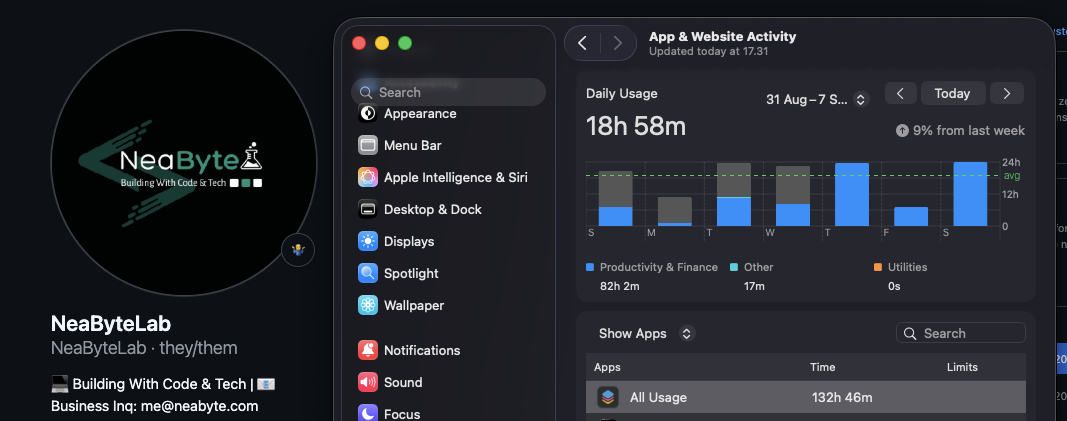 NeaByte
Building With Code & Tech
NeaByteLab
NeaByteLab · they/them
Building With Code & Tech |
Business Inq: me@neabyte.com
Search
Appearance
Menu Bar
Apple Intelligence & Siri
Desktop & Dock
Displays
Spotlight
Wallpaper
Notifications
Sound
Focus
App & Website Activity
Updated today at 17.31
Daily Usage
31 Aug – 7 S...
Today
18h 58m
9% from last week
24h
avg
12h
0
S M T W T F S
Productivity & Finance Other Utilities
82h 2m 17m 0s
Show Apps
Search
Apps Time Limits
All Usage 132h 46m